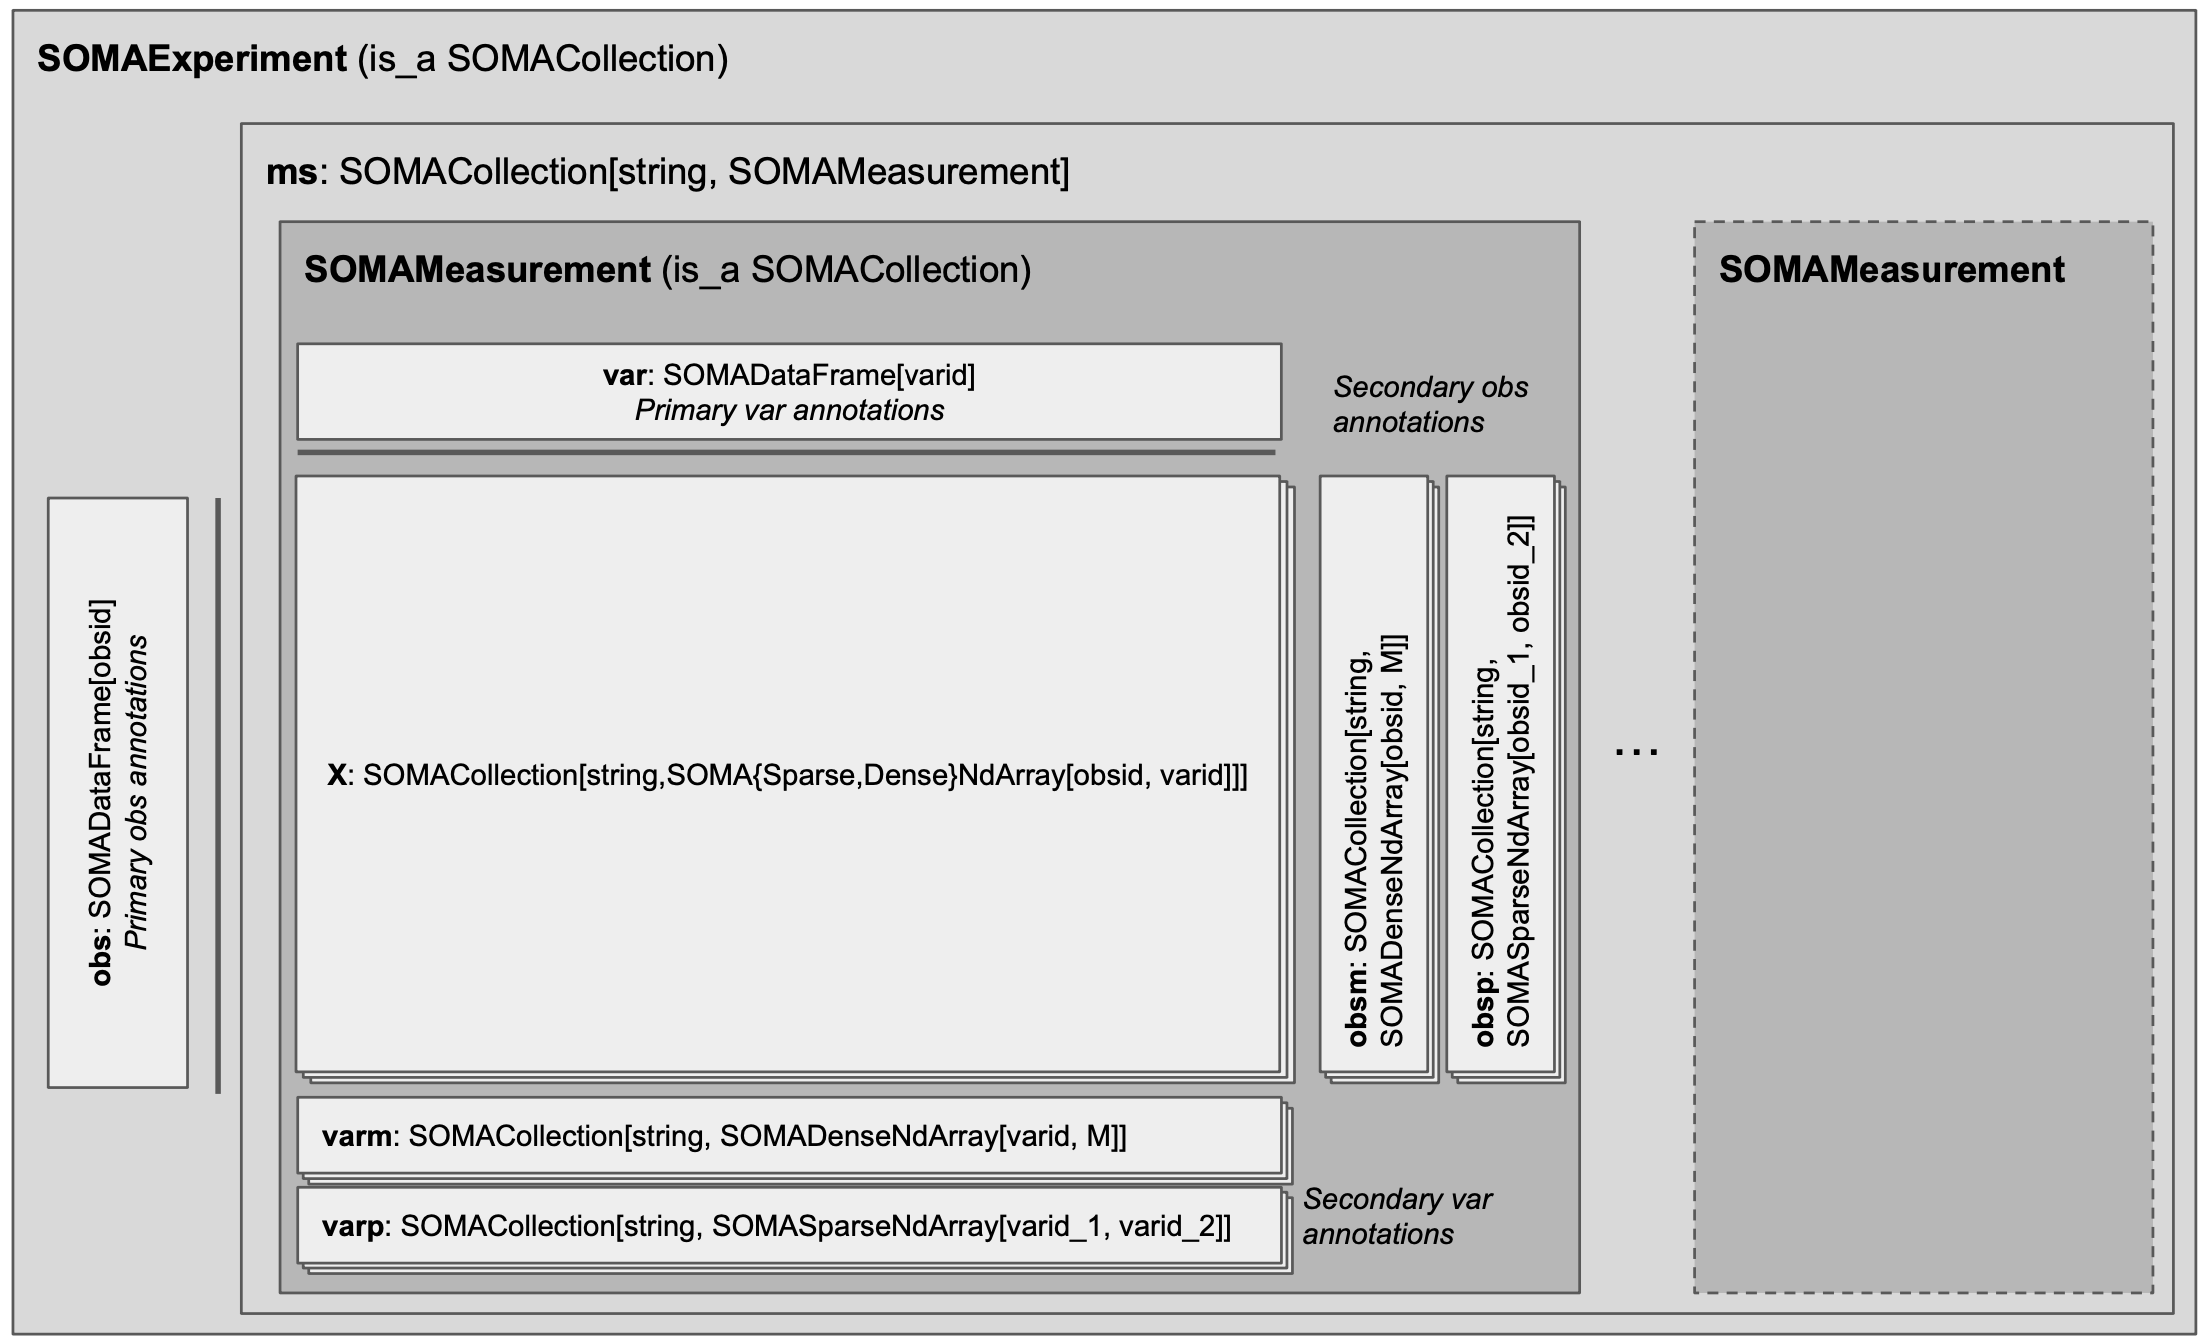 SOMAExperiment (is_a SOMACollection)
ms: SOMACollection[string, SOMAMeasurement]
SOMAMeasurement (is_a SOMACollection)
SOMAMeasurement
var: SOMADataFrame[varid]
Primary var annotations
Secondary obs
annotations
obs: SOMADataFrame[obsid]
Primary obs annotations
X: SOMACollection[string,SOMA{Sparse,Dense}NdArray[obsid, varid]]]
obsm: SOMACollection[string,
SOMADenseNdArray[obsid, M]]
obsp: SOMACollection[string,
SOMASparseNdArray[obsid_1, obsid_2]]
...
varm: SOMACollection[string, SOMADenseNdArray[varid, M]]
varp: SOMACollection[string, SOMASparseNdArray[varid_1, varid_2]]
Secondary var
annotations